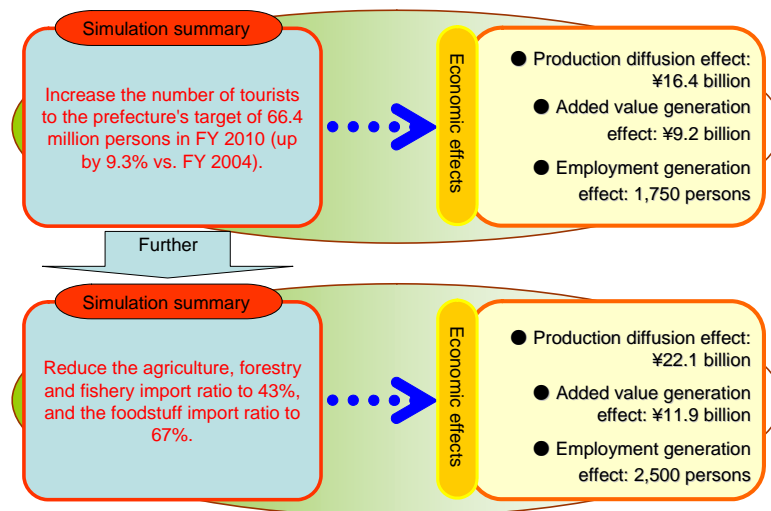 Simulation summary
Increase the number of tourists
to the prefecture's target of 66.4
million persons in FY 2010 (up
by 9.3% vs. FY 2004).
Economic effects
● Production diffusion effect:
¥16.4 billion
● Added value generation
effect: ¥9.2 billion
● Employment generation
effect: 1,750 persons
Further
Simulation summary
Reduce the agriculture, forestry
and fishery import ratio to 43%,
and the foodstuff import ratio to
67%.
Economic effects
● Production diffusion effect:
¥22.1 billion
● Added value generation
effect: ¥11.9 billion
● Employment generation
effect: 2,500 persons